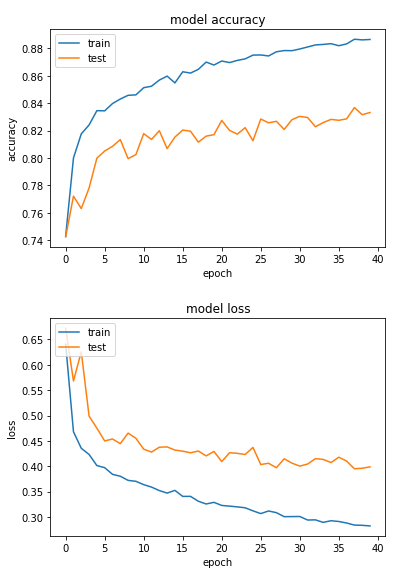 model accuracy
train
test
0.88
0.86
0.84
0.82
0.80
0.78
0.76
0.74
accuracy
0 5 10 15 20 25 30 35 40
epoch
model loss
train
test
0.65
0.60
0.55
0.50
0.45
0.40
0.35
0.30
loss
0 5 10 15 20 25 30 35 40
epoch